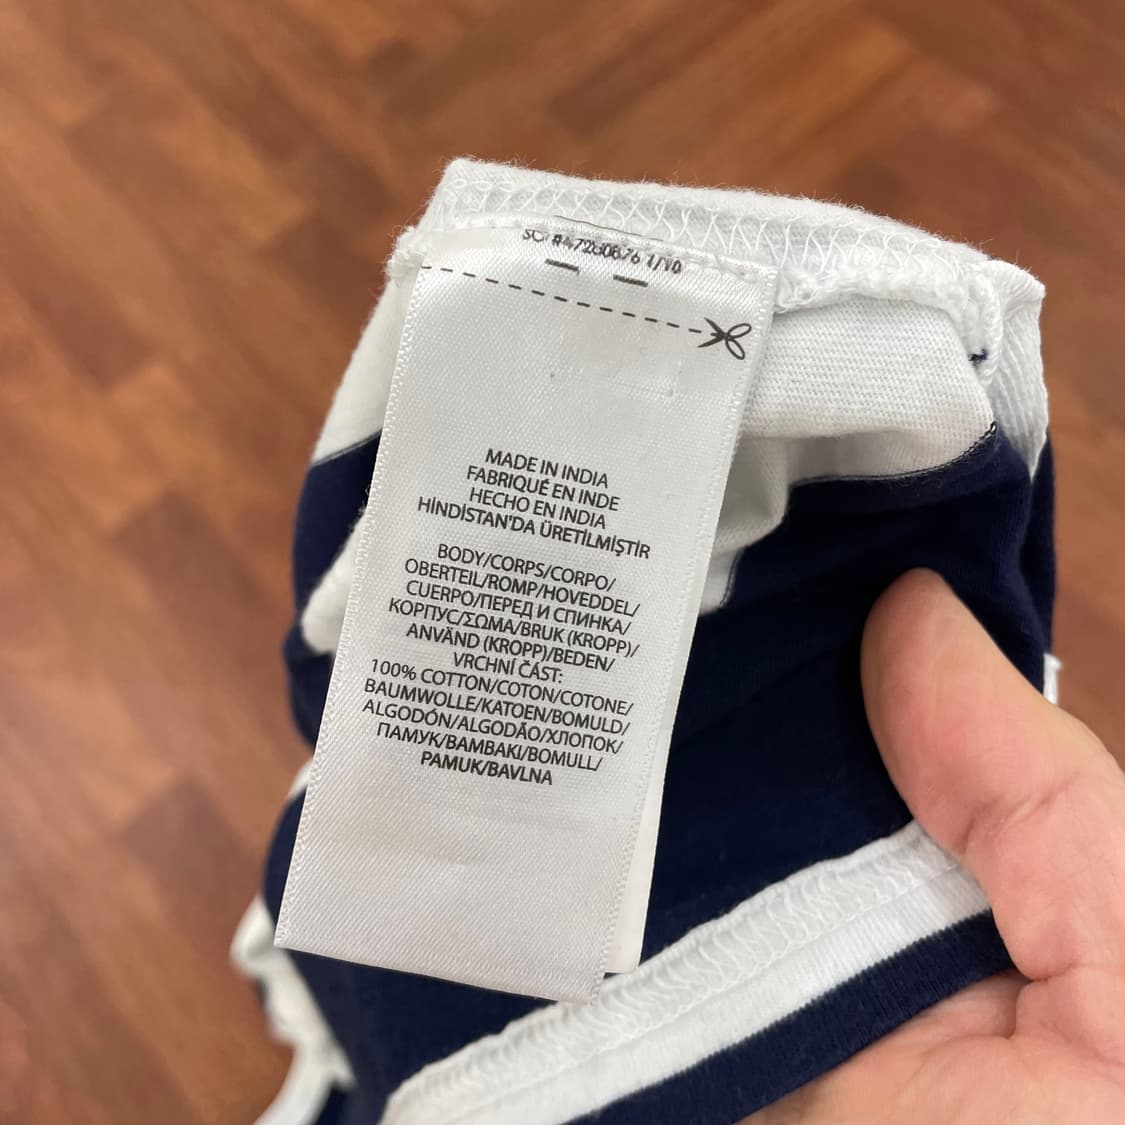 1/10
MADE IN INDIA
FABRIQUÉ EN INDE
HECHO EN INDIA
HİNDİSTAN'DA ÜRETİLMİŞTİR
BODY/CORPS/CORPO/
OBERTEIL/ROMP/HOVEDDEL/
CUERPO/ПЕРЕД И СПИНКА/
КОРПУС/ΣΩΜΑ/BRUK (KROPP)/
ANVÄND (KROPP)/BEDEN/
VRCHNÍ ČÁST:
100% COTTON/COTON/COTONE/
BAUMWOLLE/KATOEN/BOMULD/
ALGODÓN/ALGODÃO/ХЛОПОК/
ПАМУК/BAMBAKI/BOMULL/
PAMUK/BAVLNA